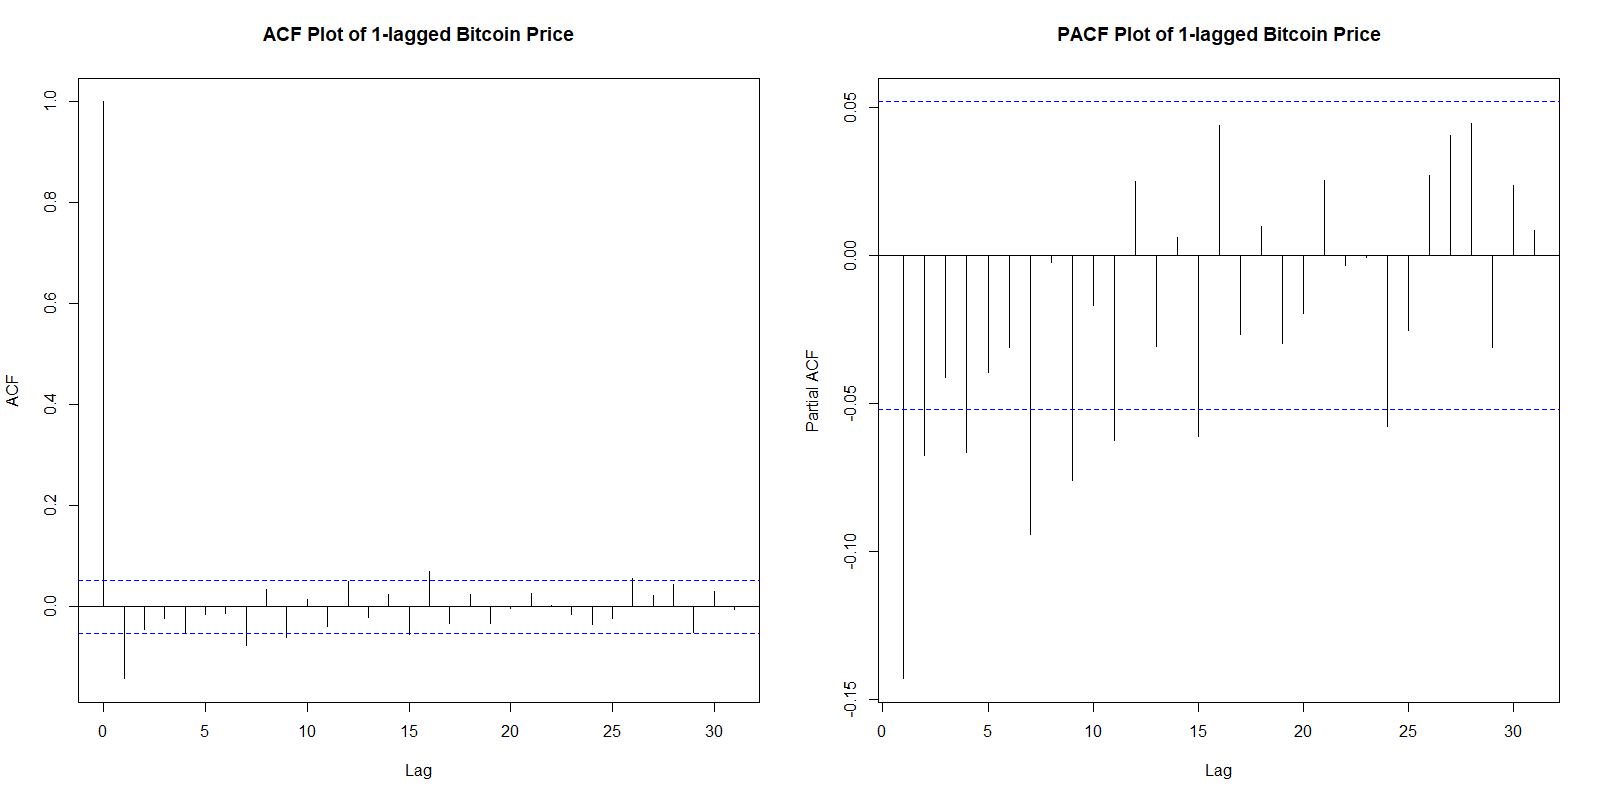 ACF Plot of 1-lagged Bitcoin Price
ACF
1.0
0.8
0.6
0.4
0.2
0.0
0 5 10 15 20 25 30
Lag
PACF Plot of 1-lagged Bitcoin Price
Partial ACF
0.05
0.00
-0.05
-0.10
-0.15
0 5 10 15 20 25 30
Lag